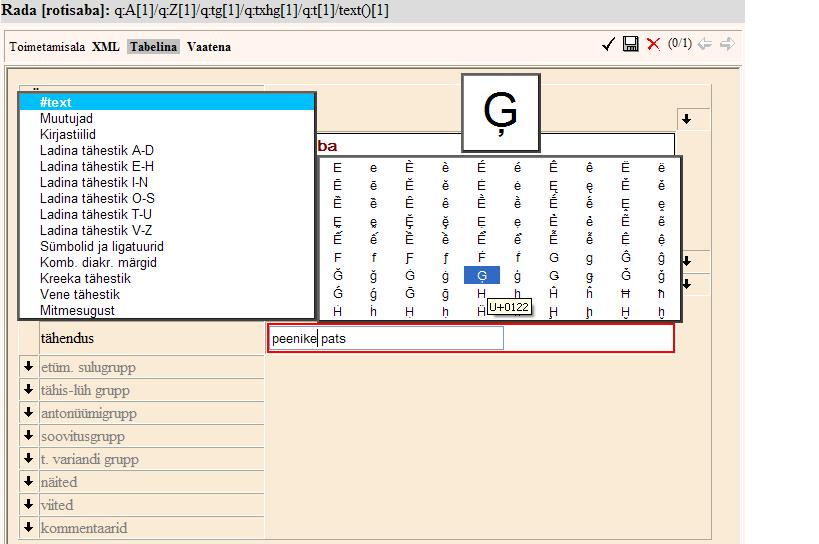 Rada [rotisaba]: q:A[1]/q:Z[1]/q:tg[1]/q:txhg[1]/q:t[1]/text()[1]
Toimetamisala XML Tabelina Vaatena (0/1)
#text
Muutujad
Kirjastiilid
Ladina tähestik A-D
Ladina tähestik E-H
Ladina tähestik I-N
Ladina tähestik O-S
Ladina tähestik T-U
Ladina tähestik V-Z
Sümbolid ja ligatuurid
Komb. diakr. märgid
Kreeka tähestik
Vene tähestik
Mitmesugust
Ģ
ba
E e È è É é Ê ê Ë ë
F f Ƒ ƒ Ḟ ḟ G g Ĝ ĝ
Ğ ğ Ġ ġ Ģ ģ G g Ǧ ǧ
U+0122
tähendus
peenike pats
etüm. sulugrupp
tähis-lüh grupp
antonüümigrupp
soovitusgrupp
t. variandi grupp
näited
viited
kommentaarid